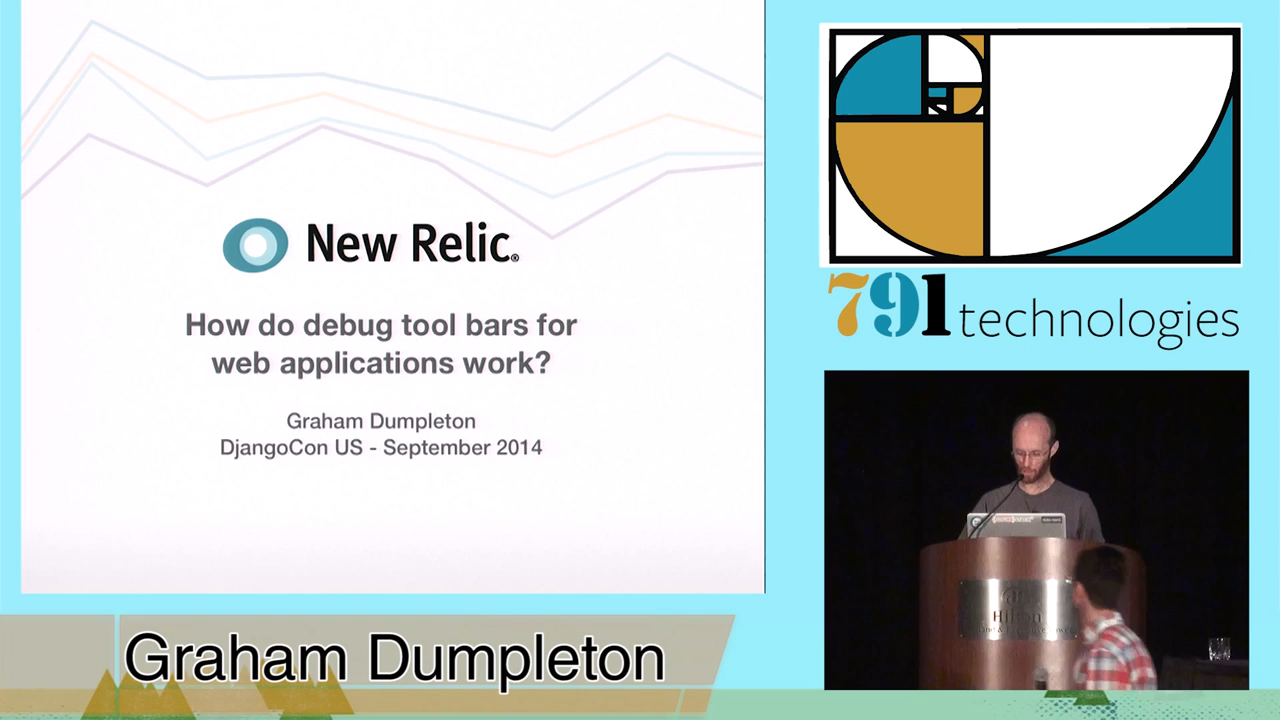 New Relic®
How do debug tool bars for
web applications work?
Graham Dumpleton
DjangoCon US - September 2014
791 technologies
Hilton
Graham Dumpleton